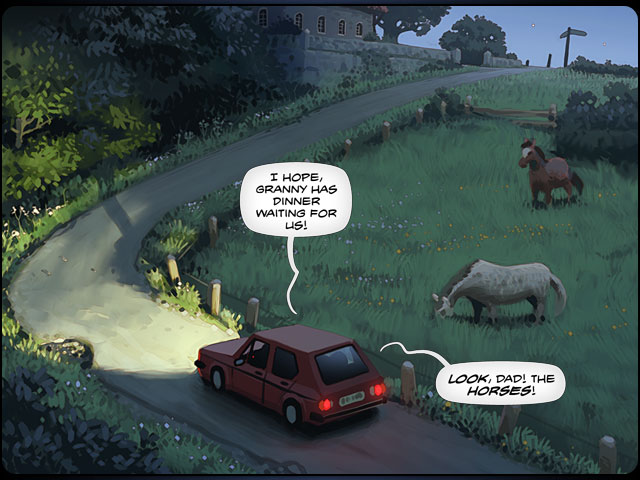 I HOPE,
GRANNY HAS
DINNER
WAITING FOR
US!
LOOK, DAD! THE
HORSES!